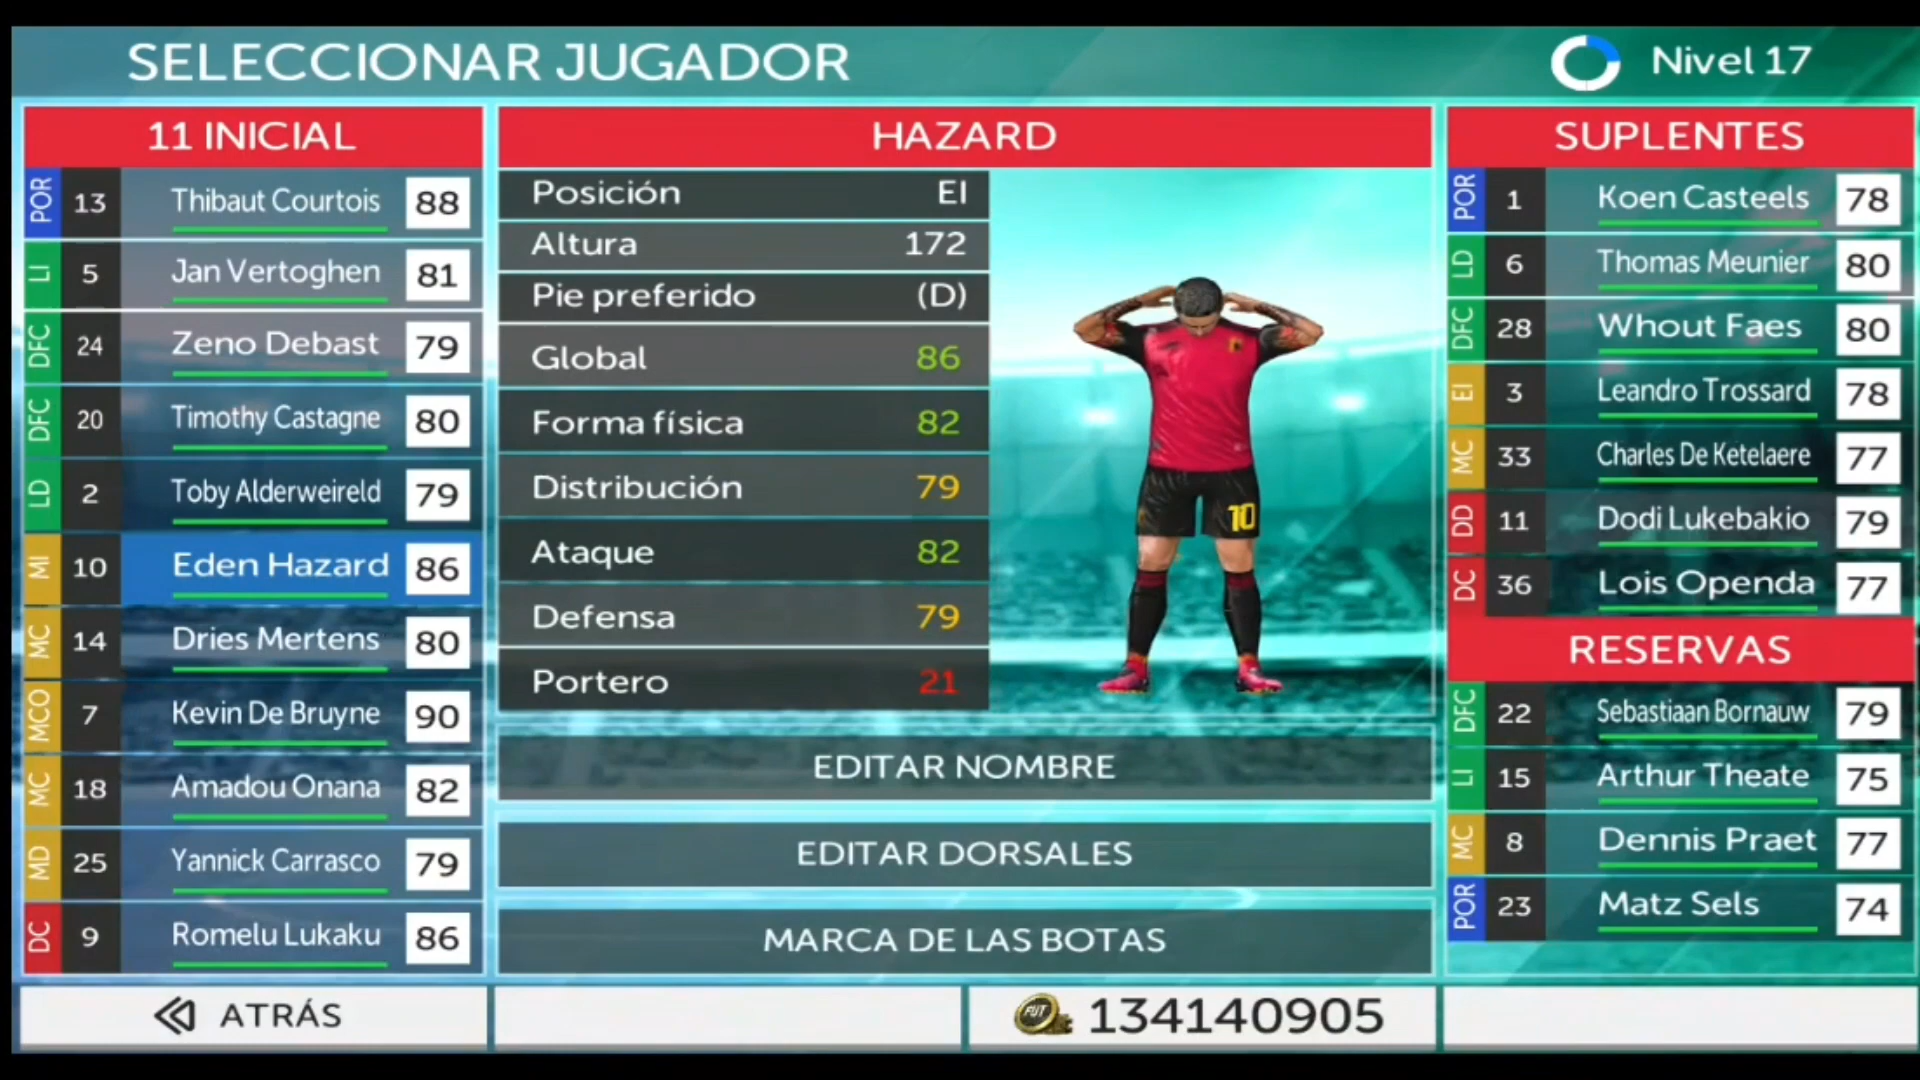 SELECCIONAR JUGADOR
Nivel 17
11 INICIAL
POR 13 Thibaut Courtois 88
LI 5 Jan Vertoghen 81
DFC 24 Zeno Debast 79
DFC 20 Timothy Castagne 80
LD 2 Toby Alderweireld 79
MI 10 Eden Hazard 86
MC 14 Dries Mertens 80
MCO 7 Kevin De Bruyne 90
MC 18 Amadou Onana 82
MD 25 Yannick Carrasco 79
DC 9 Romelu Lukaku 86
HAZARD
Posición EI
Altura 172
Pie preferido (D)
Global 86
Forma física 82
Distribución 79
Ataque 82
Defensa 79
Portero 21
10
EDITAR NOMBRE
EDITAR DORSALES
MARCA DE LAS BOTAS
SUPLENTES
POR 1 Koen Casteels 78
LD 6 Thomas Meunier 80
DFC 28 Whout Faes 80
EI 3 Leandro Trossard 78
MC 33 Charles De Ketelaere 77
DD 11 Dodi Lukebakio 79
DC 36 Lois Openda 77
RESERVAS
DFC 22 Sebastiaan Bornauw 79
LI 15 Arthur Theate 75
MC 8 Dennis Praet 77
POR 23 Matz Sels 74
ATRÁS
FUT 134140905